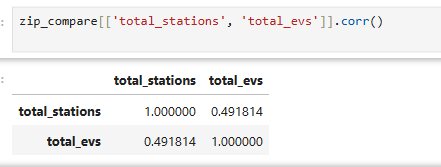 zip_compare[['total_stations', 'total_evs']].corr()
total_stations total_evs
total_stations 1.000000 0.491814
total_evs 0.491814 1.000000